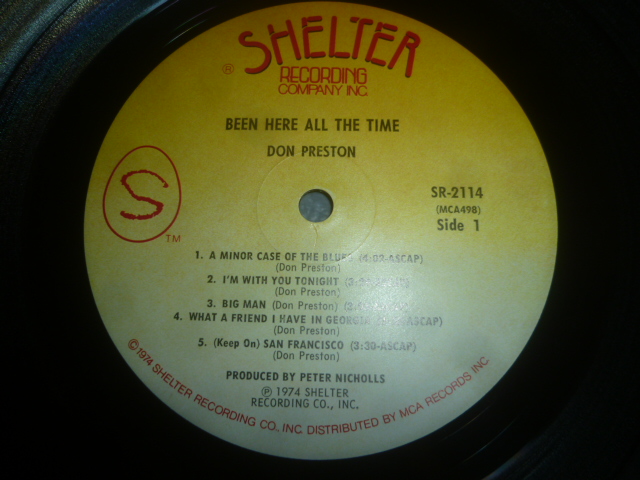 SHELTER
®
RECORDING
COMPANY INC.
BEEN HERE ALL THE TIME
DON PRESTON
SR-2114
(MCA498)
Side 1
S
TM
1. A MINOR CASE OF THE BLUES (4:02-ASCAP)
(Don Preston)
2. I'M WITH YOU TONIGHT
(Don Preston)
3. BIG MAN (Don Preston)
4. WHAT A FRIEND I HAVE IN GEORGIA
(Don Preston)
5. (Keep On) SAN FRANCISCO (3:30-ASCAP)
(Don Preston)
PRODUCED BY PETER NICHOLLS
℗ 1974 SHELTER
RECORDING CO., INC.
©1974 SHELTER RECORDING CO., INC. DISTRIBUTED BY MCA RECORDS INC.